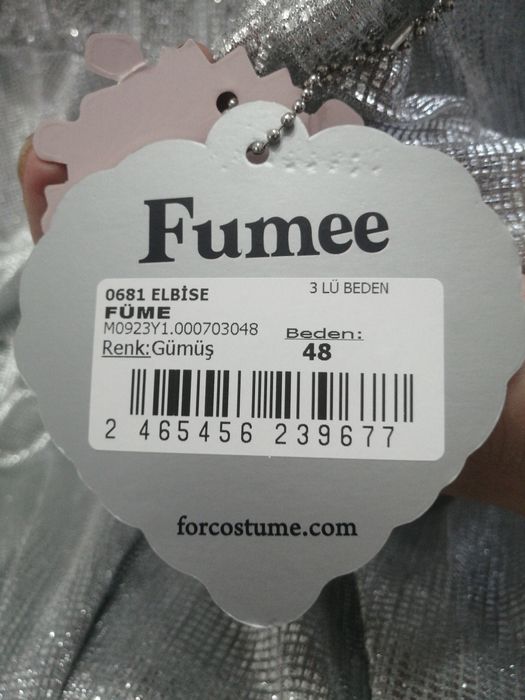 Fumee
0681 ELBİSE 3 LÜ BEDEN
FÜME
M0923Y1.000703048
Renk:Gümüş Beden:
48
2 465456 239677
forcostume.com